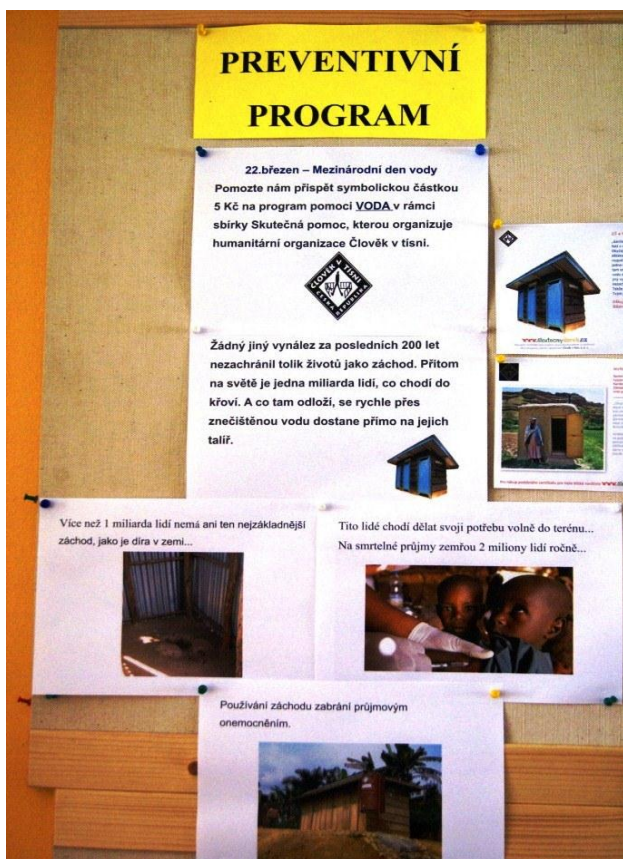 PREVENTIVNÍ
PROGRAM
22.březen – Mezinárodní den vody
Pomozte nám přispět symbolickou částkou
5 Kč na program pomoci VODA v rámci
sbírky Skutečná pomoc, kterou organizuje
humanitární organizace Člověk v tísni.
ČLOVĚK V TÍSNI
ČESKÁ REPUBLIKA
Žádný jiný vynález za posledních 200 let
nezachránil tolik životů jako záchod. Přitom
na světě je jedna miliarda lidí, co chodí do
křoví. A co tam odloží, se rychle přes
znečištěnou vodu dostane přímo na jejich
talíř.
Více než 1 miliarda lidí nemá ani ten nejzákladnější
záchod, jako je díra v zemi...
Tito lidé chodí dělat svoji potřebu volně do terénu...
Na smrtelné průjmy zemřou 2 miliony lidí ročně...
Používání záchodu zabrání průjmovým
onemocněním.